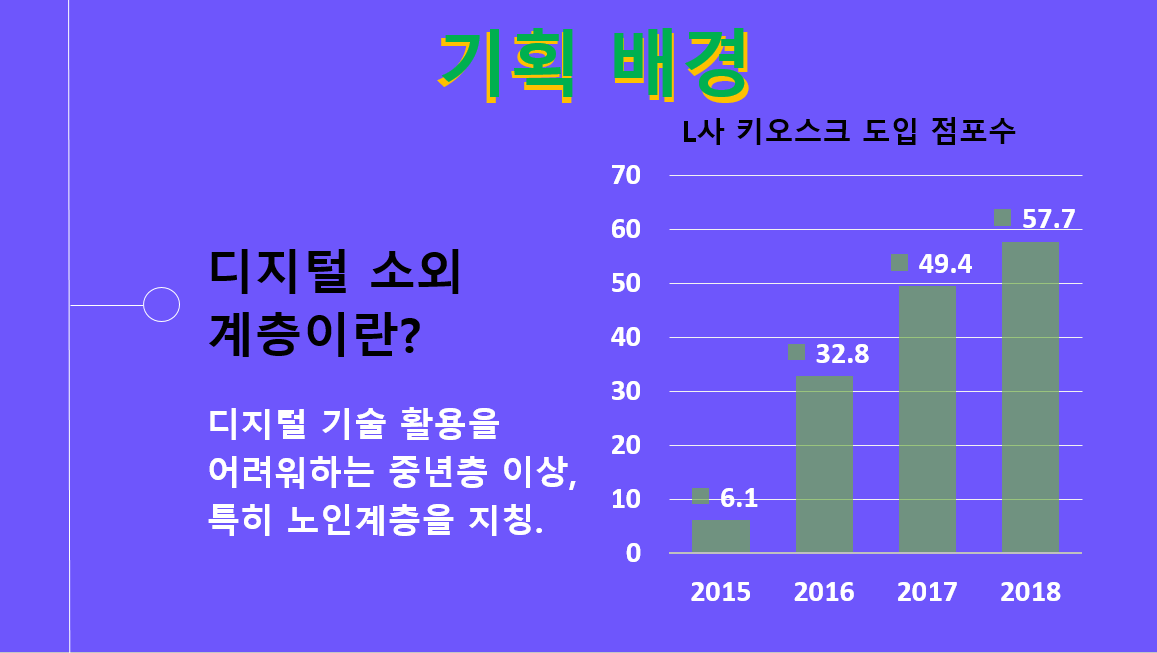 기획 배경
디지털 소외
계층이란?
디지털 기술 활용을
어려워하는 중년층 이상,
특히 노인계층을 지칭.
L사 키오스크 도입 점포수
70
60
50
40
30
20
10
0
6.1
32.8
49.4
57.7
2015 2016 2017 2018